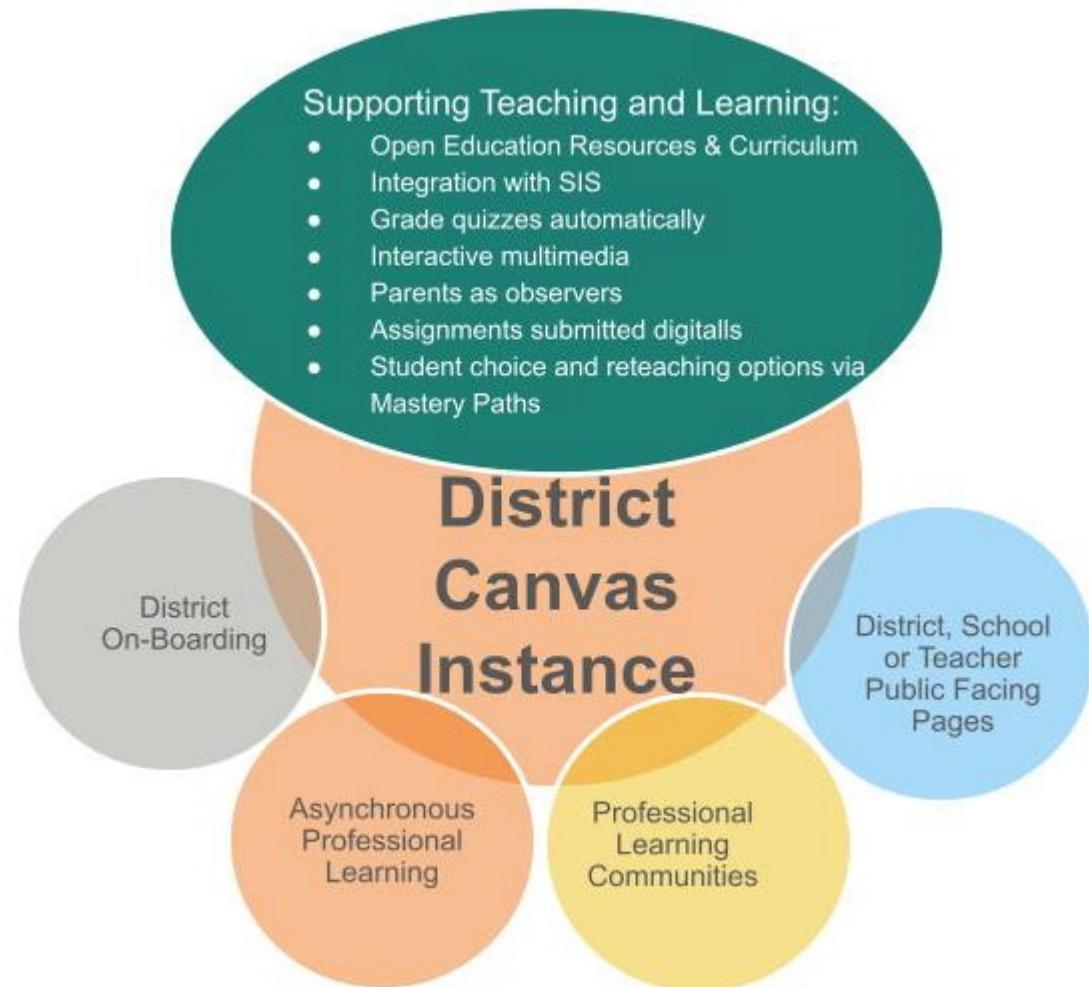 Supporting Teaching and Learning:
● Open Education Resources & Curriculum
● Integration with SIS
● Grade quizzes automatically
● Interactive multimedia
● Parents as observers
● Assignments submitted digitalls
● Student choice and reteaching options via
Mastery Paths
District
Canvas
Instance
District
On-Boarding
Asynchronous
Professional
Learning
Professional
Learning
Communities
District, School
or Teacher
Public Facing
Pages